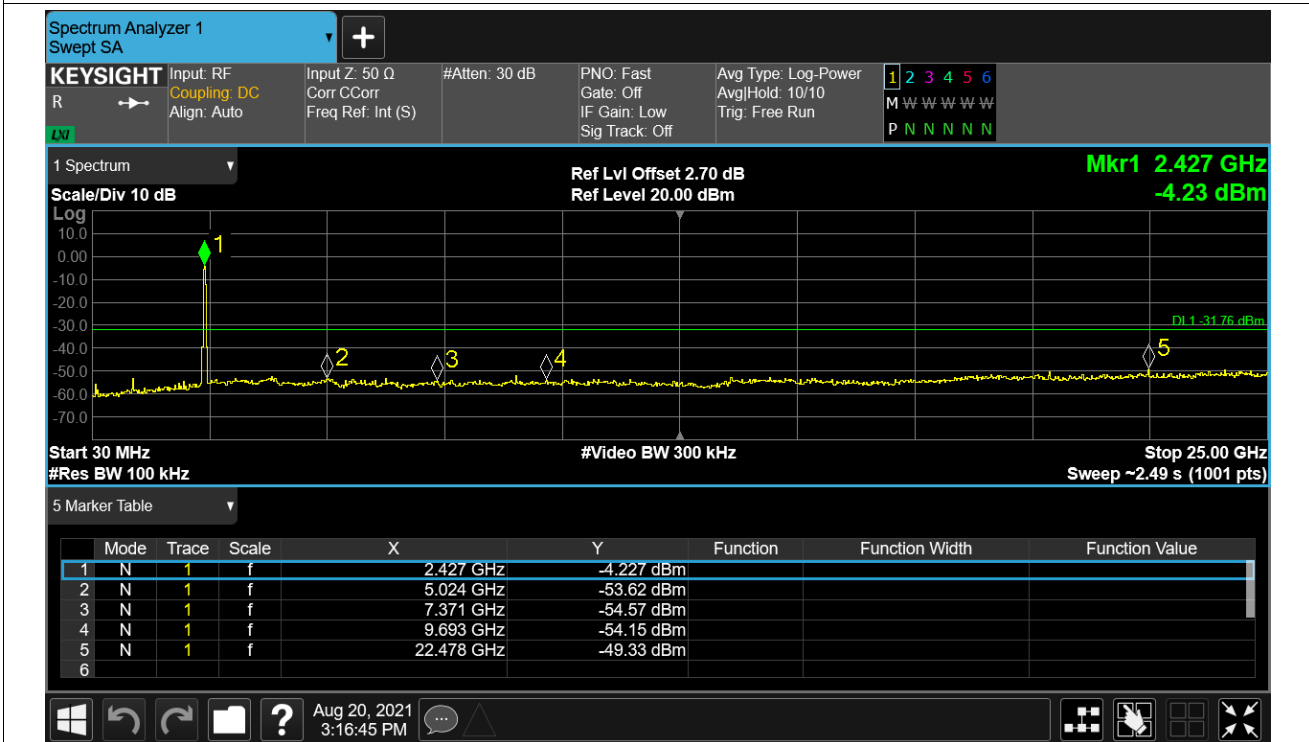 Spectrum Analyzer 1
Swept SA
KEYSIGHT
R
LXI
Input: RF
Coupling: DC
Align: Auto
Input Z: 50 Ω
Corr CCorr
Freq Ref: Int (S)
#Atten: 30 dB
PNO: Fast
Gate: Off
IF Gain: Low
Sig Track: Off
Avg Type: Log-Power
Avg|Hold: 10/10
Trig: Free Run
1 2 3 4 5 6
M W W W W W
P N N N N N
1 Spectrum
Scale/Div 10 dB
Ref Lvl Offset 2.70 dB
Ref Level 20.00 dBm
Mkr1 2.427 GHz
-4.23 dBm
Log
10.0
0.00
-10.0
-20.0
-30.0
-40.0
-50.0
-60.0
-70.0
1
2
3
4
5
DL1 -31.76 dBm
Start 30 MHz
#Res BW 100 kHz
#Video BW 300 kHz
Stop 25.00 GHz
Sweep ~2.49 s (1001 pts)
5 Marker Table
Mode Trace Scale X Y Function Function Width Function Value
1 N 1 f 2.427 GHz -4.227 dBm
2 N 1 f 5.024 GHz -53.62 dBm
3 N 1 f 7.371 GHz -54.57 dBm
4 N 1 f 9.693 GHz -54.15 dBm
5 N 1 f 22.478 GHz -49.33 dBm
6
? Aug 20, 2021
3:16:45 PM